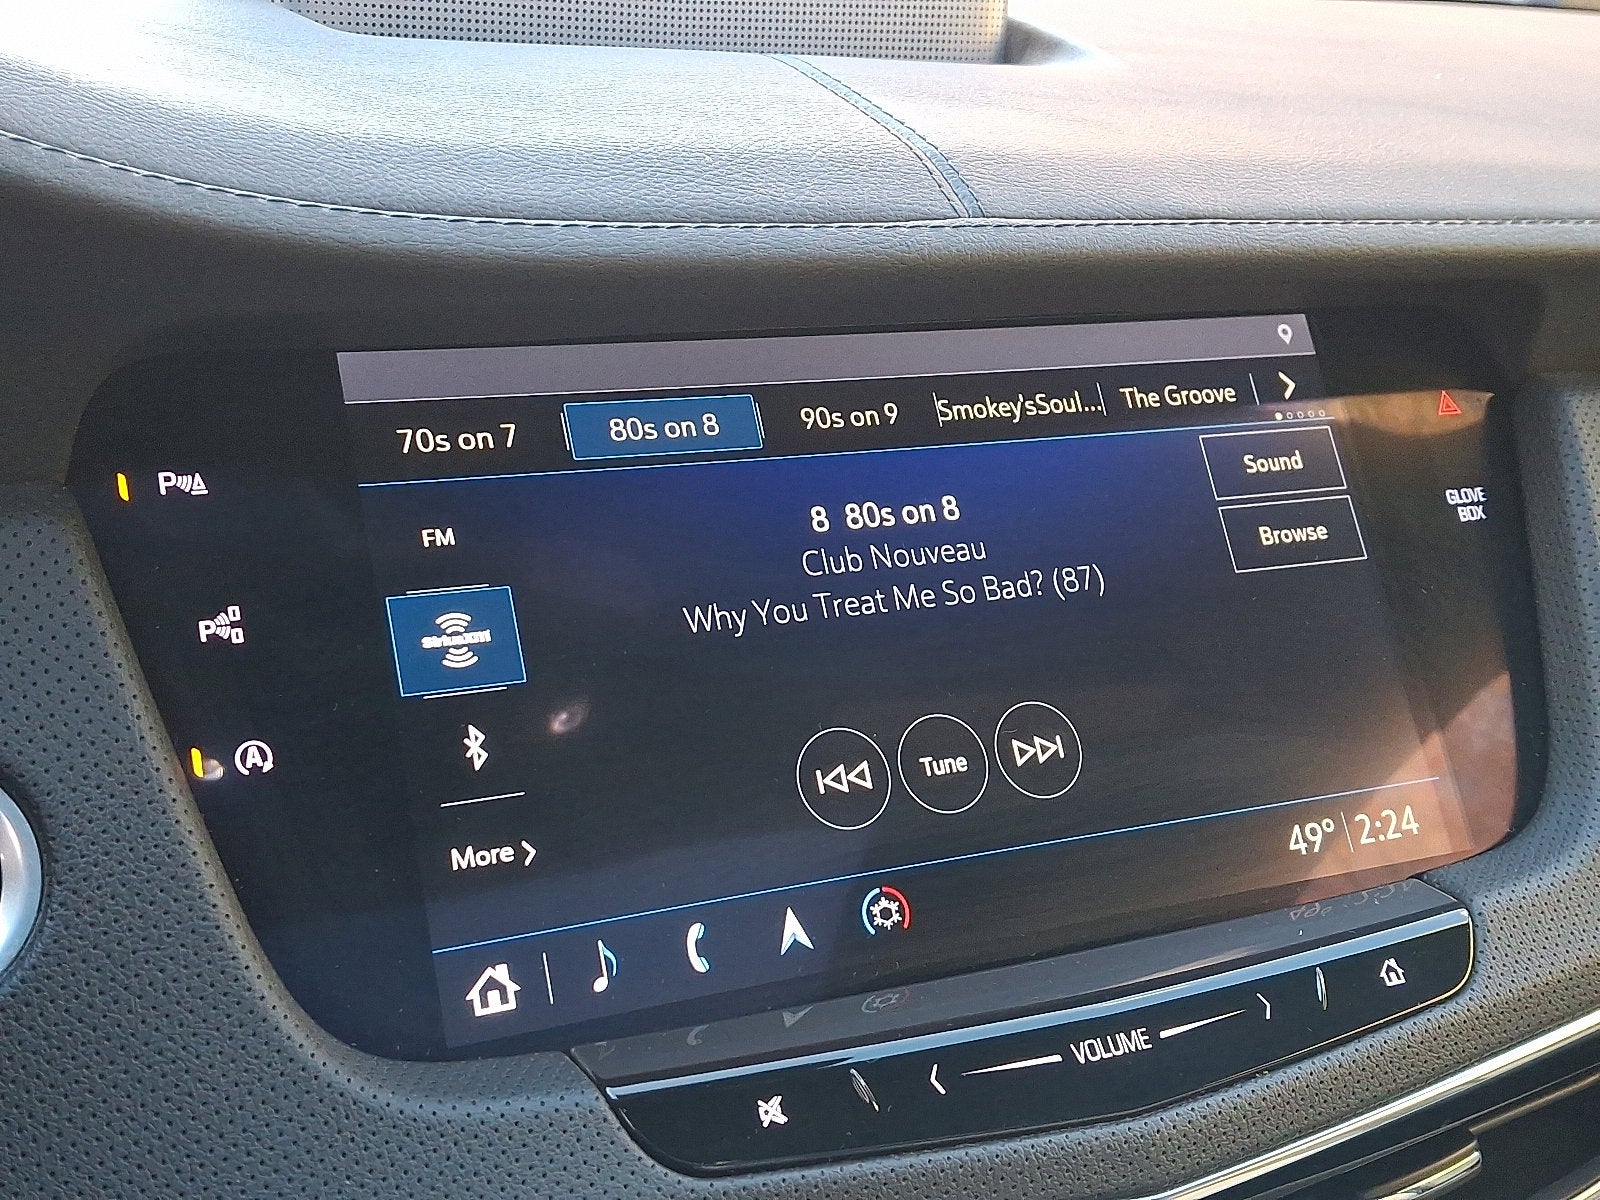 70s on 7
80s on 8
90s on 9
Smokey'sSoul...
The Groove
Sound
Browse
FM
SiriusXM
8 80s on 8
Club Nouveau
Why You Treat Me So Bad? (87)
Tune
More
49° 2:24
P
P
A
GLOVE
BOX
VOLUME